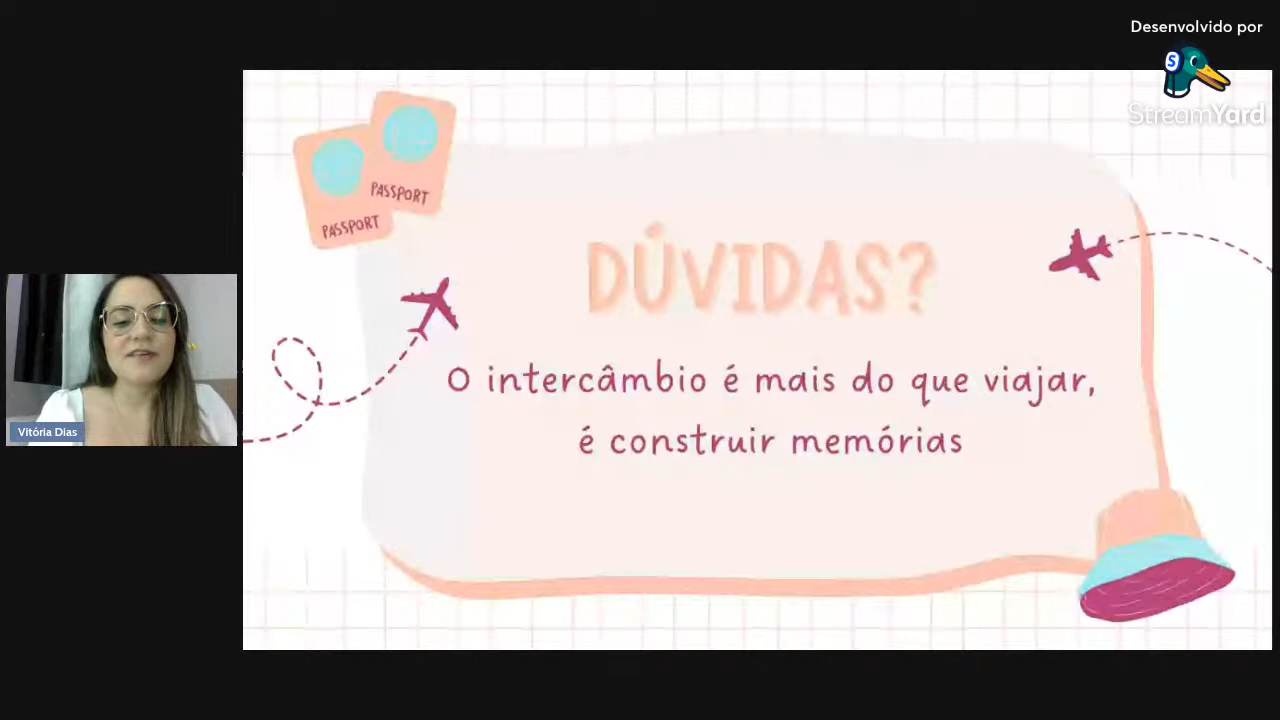 Desenvolvido por
StreamYard
PASSPORT
PASSPORT
DÚVIDAS?
O intercâmbio é mais do que viajar,
é construir memórias
Vitória Dias